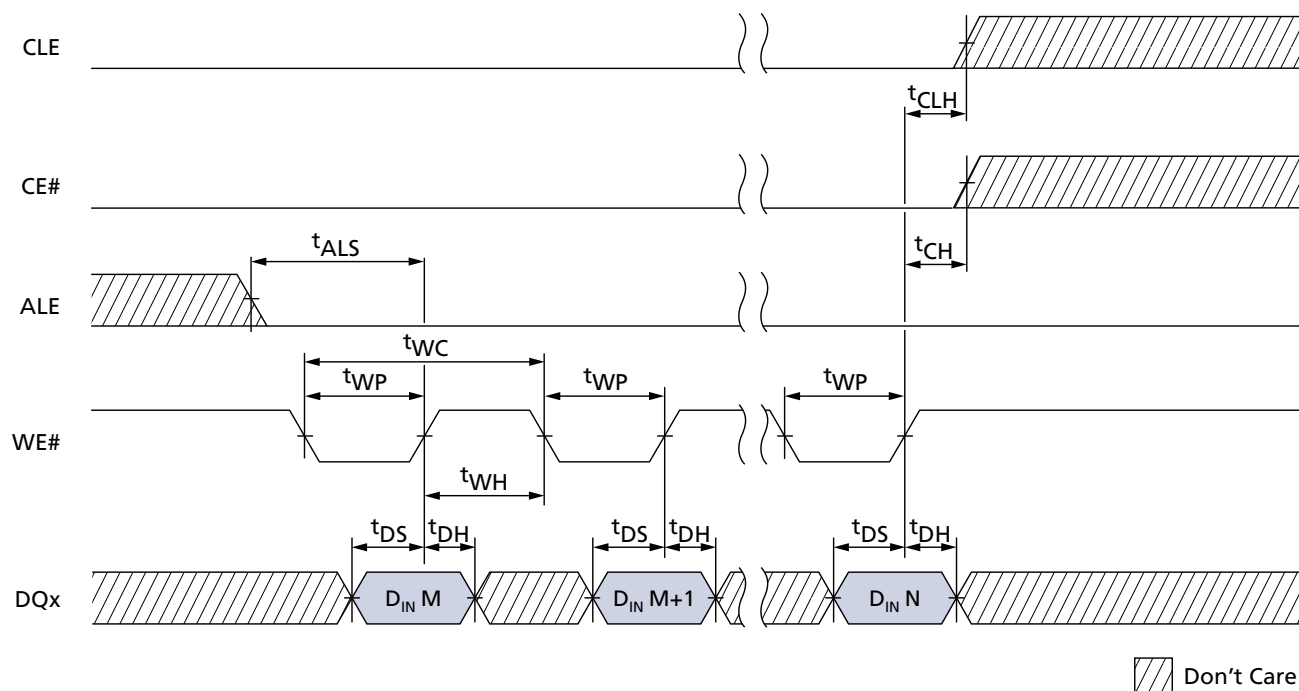 CLE
tCLH
CE#
tCH
tALS
ALE
tWC
tWP
tWP
tWP
WE#
tWH
tDS
tDH
tDS
tDH
tDS
tDH
DQx
DIN M
DIN M+1
DIN N
Don't Care